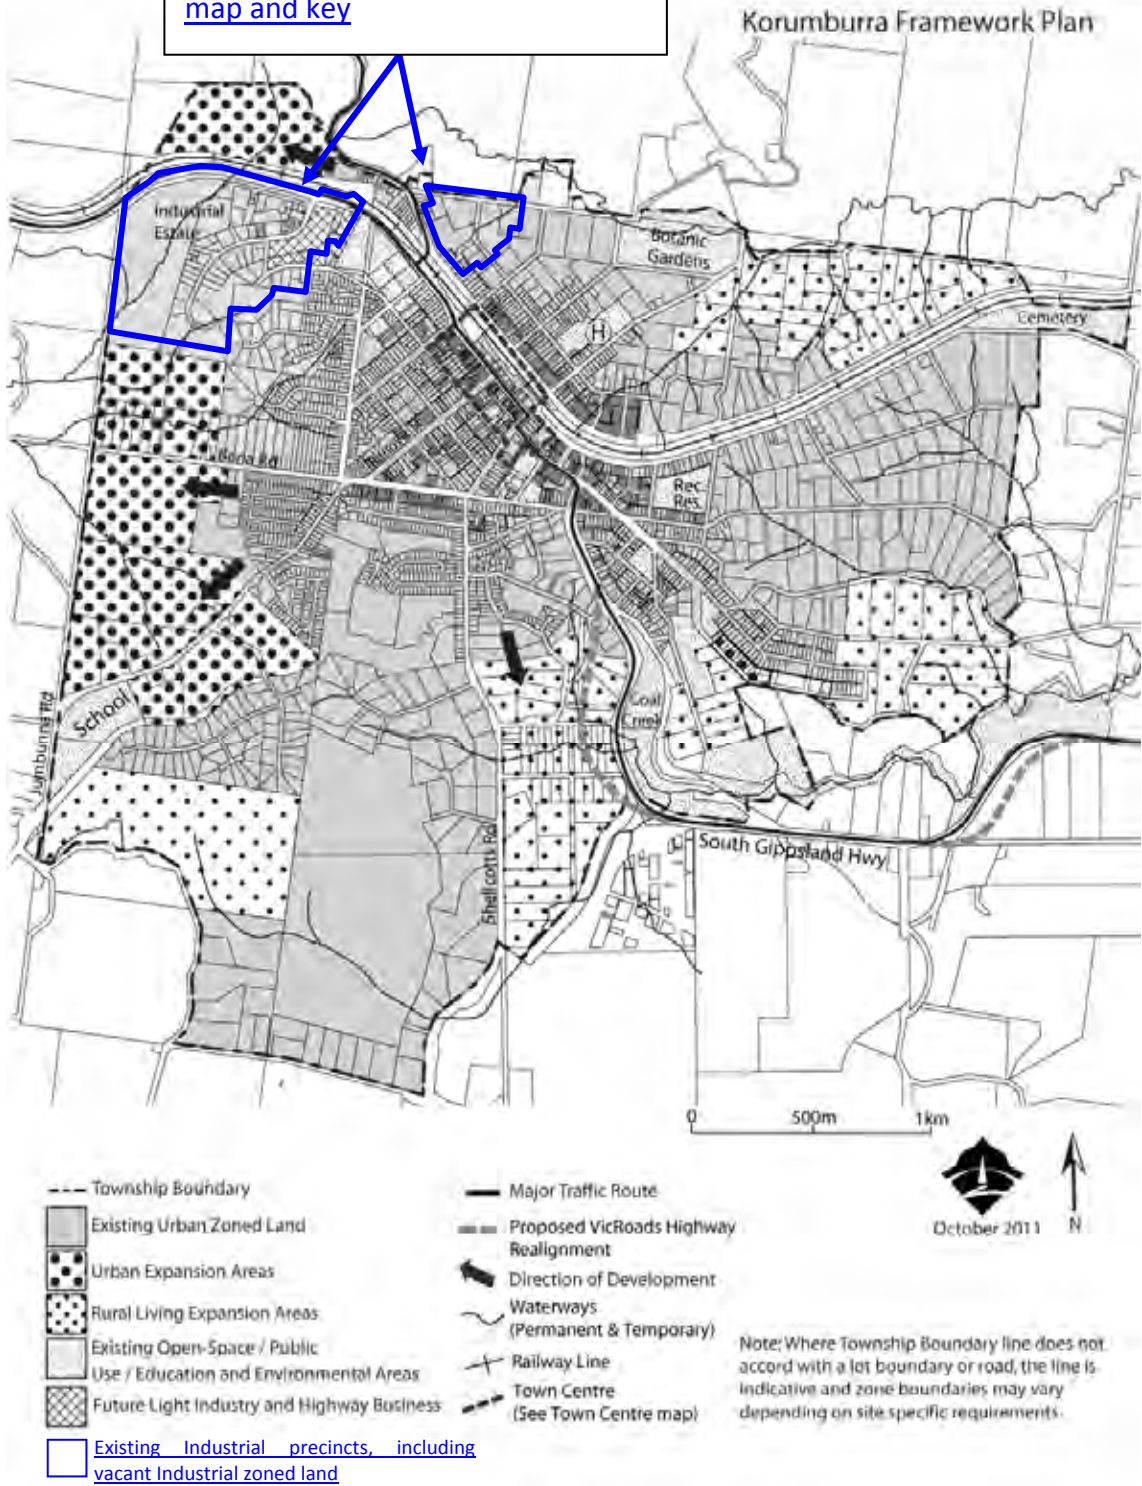 map and key
Korumburra Framework Plan
Industrial
Estate
Botanic
Gardens
H
Cemetery
Bena Rd
Rec.
Res.
School
Jumbunna Rd
Coal
Creek
Shellcotts Rd
South Gippsland Hwy
0 500m 1km
October 2011 N
Township Boundary
Existing Urban Zoned Land
Urban Expansion Areas
Rural Living Expansion Areas
Existing Open-Space / Public
Use / Education and Environmental Areas
Future Light Industry and Highway Business
Existing Industrial precincts, including
vacant Industrial zoned land
Major Traffic Route
Proposed VicRoads Highway
Realignment
Direction of Development
Waterways
(Permanent & Temporary)
Railway Line
Town Centre
(See Town Centre map)
Note: Where Township Boundary line does not
accord with a lot boundary or road, the line is
indicative and zone boundaries may vary
depending on site specific requirements.